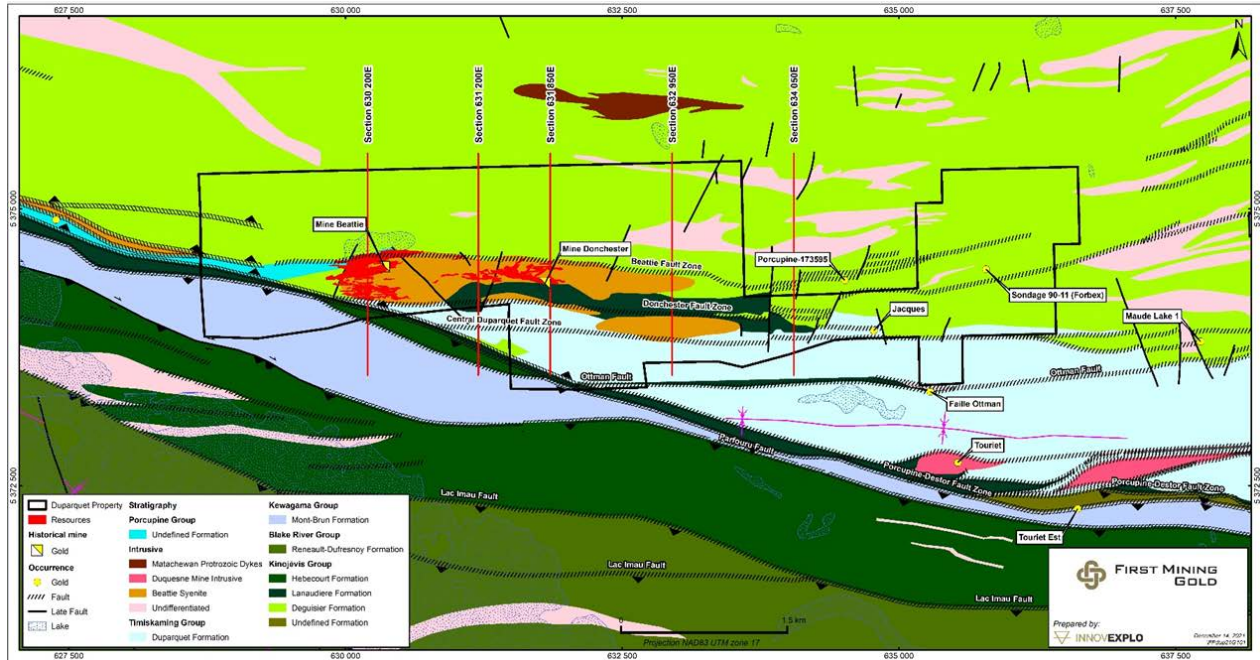 627 500
630 000
632 500
635 000
637 500
N
Section 630 200E
Section 631 200E
Section 631 850E
Section 632 950E
Section 634 050E
5 375 000
5 375 000
Mine Beattie
Mine Donchester
Beattie Fault Zone
Porcupine-173595
Sondage 90-11 (Forbex)
Donchester Fault Zone
Jacques
Maude Lake 1
Central Duparquet Fault Zone
Ottman Fault
Ottman Fault
Faille Ottman
Parfouru Fault
Touriet
Porcupine-Destor Fault Zone
Porcupine-Destor Fault Zone
5 372 500
5 372 500
Lac Imau Fault
Touriet Est
Lac Imau Fault
Lac Imau Fault
Duparquet Property
Resources
Historical mine
Gold
Occurrence
Gold
Fault
Late Fault
Lake
Stratigraphy
Porcupine Group
Undefined Formation
Intrusive
Matachewan Protrozoic Dykes
Duquesne Mine Intrusive
Beattie Syenite
Undifferentiated
Timiskaming Group
Duparquet Formation
Kewagama Group
Mont-Brun Formation
Blake River Group
Reneault-Dufresnoy Formation
Kinojévis Group
Hebecourt Formation
Lanaudiere Formation
Deguisier Formation
Undefined Formation
0
1.5 km
Projection NAD83 UTM zone 17
FIRST MINING
GOLD
Prepared by:
INNOVEXPLO
December 14, 2021
627 500
630 000
632 500
635 000
637 500